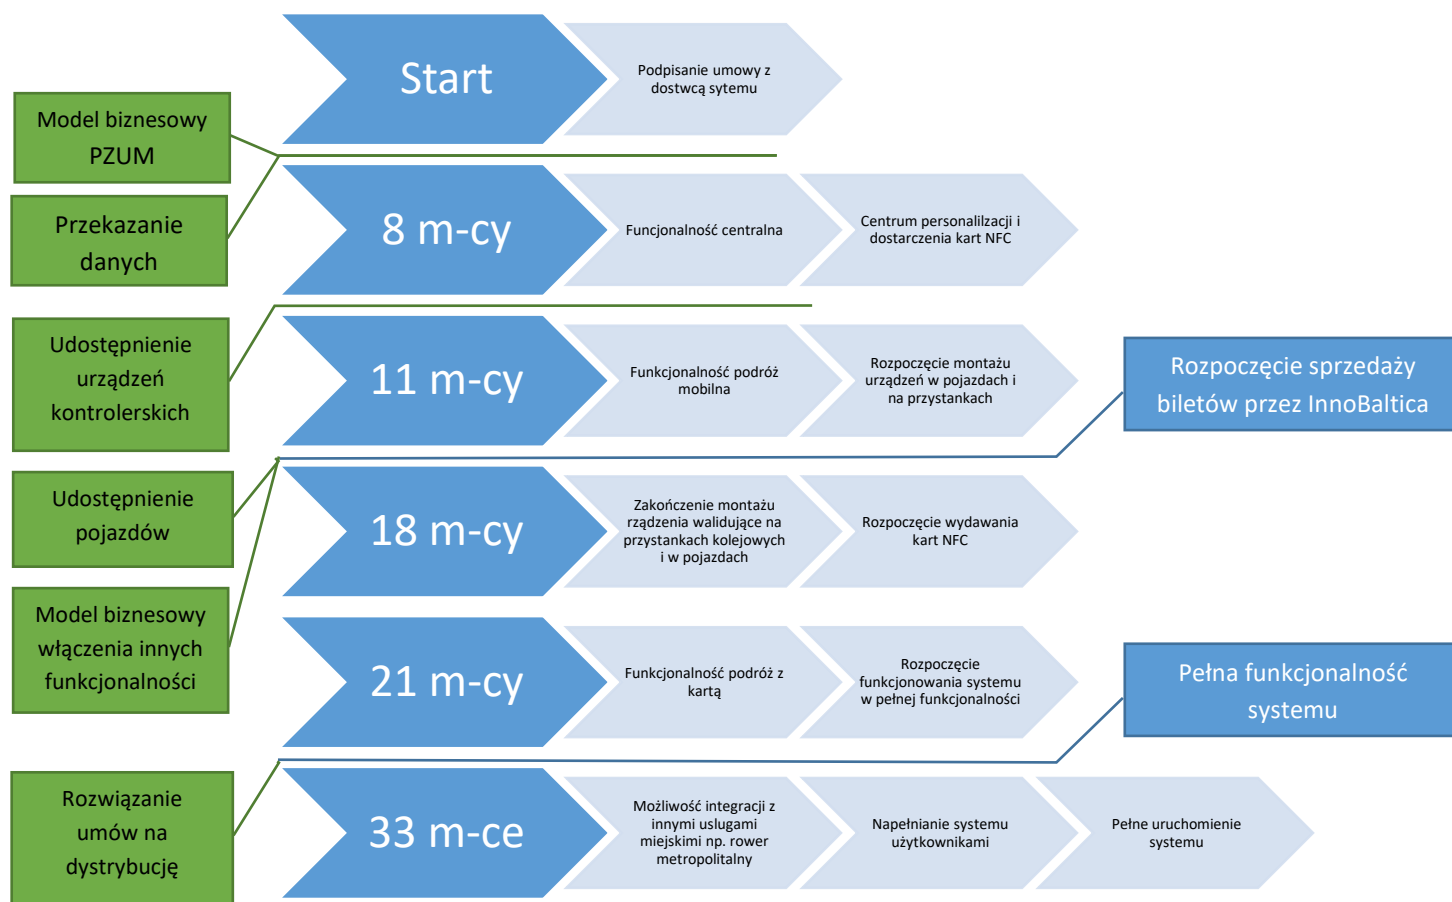 Start
Podpisanie umowy z
dostwcą sytemu
Model biznesowy
PZUM
Przekazanie
danych
8 m-cy
Funcjonalność centralna
Centrum personalilzacji i
dostarczenia kart NFC
Udostępnienie
urządzeń
kontrolerskich
11 m-cy
Funkcjonalność podróż
mobilna
Rozpoczęcie montażu
urządzeń w pojazdach i
na przystankach
Rozpoczęcie sprzedaży
biletów przez InnoBaltica
Udostępnienie
pojazdów
18 m-cy
Zakończenie montażu
rządzenia walidujące na
przystankach kolejowych
i w pojazdach
Rozpoczęcie wydawania
kart NFC
Model biznesowy
włączenia innych
funkcjonalności
21 m-cy
Funkcjonalność podróż z
kartą
Rozpoczęcie
funkcjonowania systemu
w pełnej funkcjonalności
Pełna funkcjonalność
systemu
Rozwiązanie
umów na
dystrybucję
33 m-ce
Możliwość integracji z
innymi uslugami
miejskimi np. rower
metropolitalny
Napełnianie systemu
użytkownikami
Pełne uruchomienie
systemu